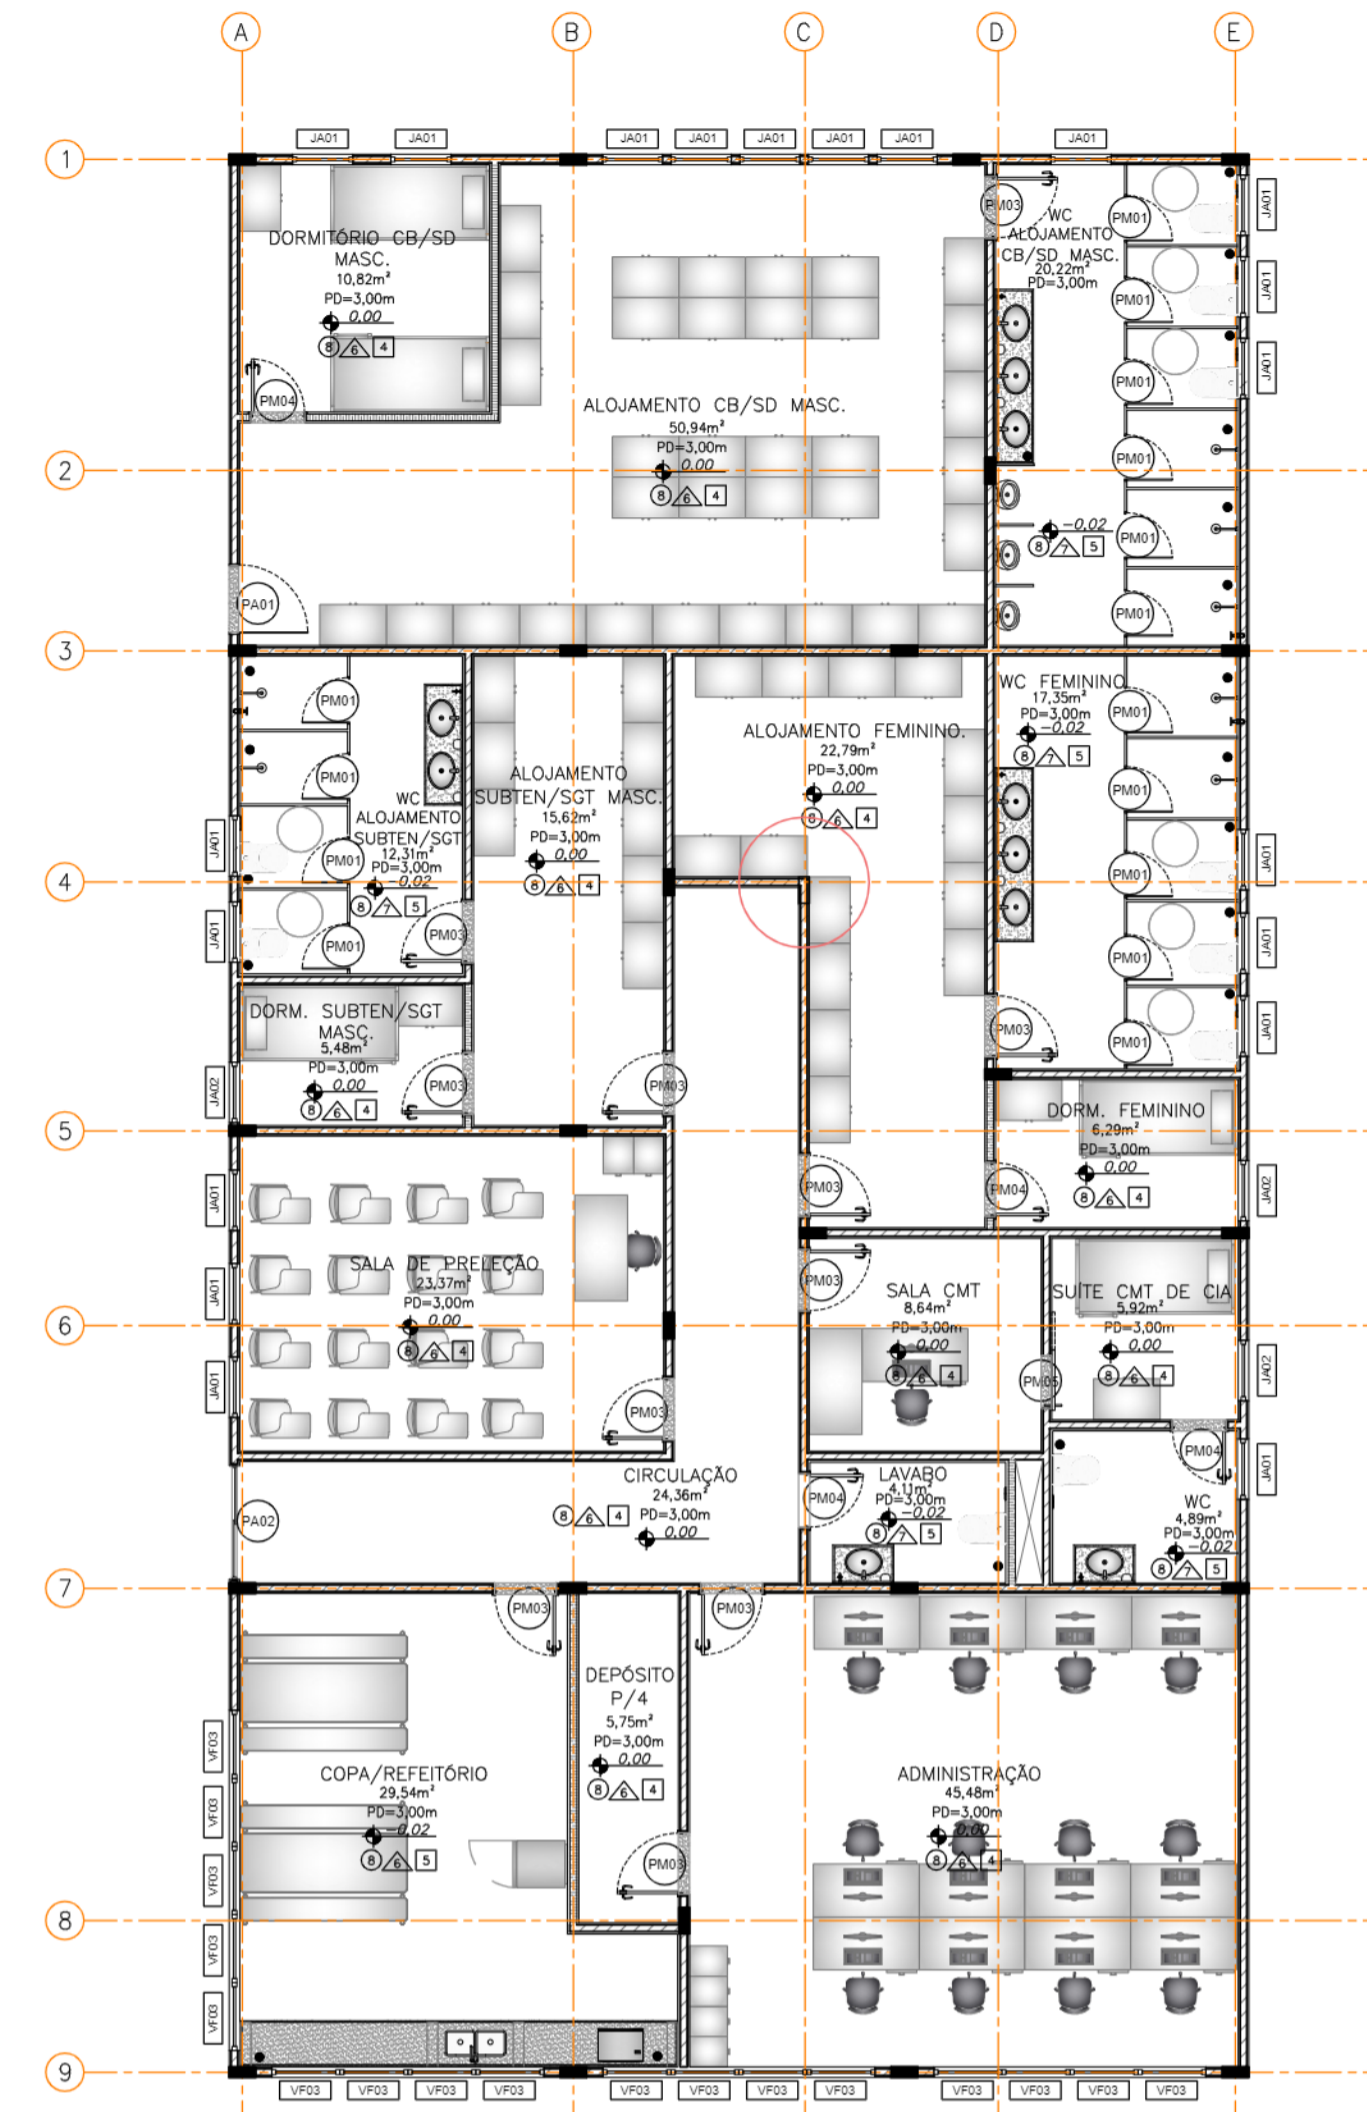 A
B
C
D
E
JA01
JA01
JA01
JA01
JA01
JA01
JA01
JA01
1
DORMITÓRIO CB/SD
MASC.
10,82m²
PD=3,00m
0,00
8 6 4
PM04
PM03
WC
ALOJAMENTO
CB/SD MASC.
20,22m²
PD=3,00m
PM01
JA01
PM01
JA01
PM01
JA01
ALOJAMENTO CB/SD MASC.
50,94m²
PD=3,00m
0,00
8 6 4
2
PM01
-0,02
8 7 5
PM01
PM01
PA01
3
PM01
PM01
WC
ALOJAMENTO
SUBTEN/SGT
12,31m²
PD=3,00m
-0,02
8 7 5
JA01
PM01
JA01
PM01
PM03
ALOJAMENTO
SUBTEN/SGT MASC.
15,62m²
PD=3,00m
0,00
8 6 4
ALOJAMENTO FEMININO.
22,79m²
PD=3,00m
0,00
8 6 4
WC FEMININO
17,35m²
PD=3,00m
-0,02
8 7 5
PM01
PM01
PM01
JA01
PM01
JA01
PM01
JA01
PM03
4
DORM. SUBTEN/SGT
MASC.
5,48m²
PD=3,00m
0,00
8 6 4
JA02
PM03
PM03
DORM. FEMININO
6,29m²
PD=3,00m
0,00
8 6 4
JA02
PM03
PM04
5
JA01
JA01
JA01
SALA DE PRELEÇÃO
23,37m²
PD=3,00m
0,00
8 6 4
PM03
PM03
SALA CMT
8,64m²
PD=3,00m
0,00
8 6 4
SUÍTE CMT DE CIA
5,92m²
PD=3,00m
0,00
8 6 4
PM05
JA02
6
PM04
JA01
CIRCULAÇÃO
24,36m²
PD=3,00m
0,00
8 6 4
PA02
PM04
LAVABO
4,11m²
PD=3,00m
-0,02
8 7 5
WC
4,89m²
PD=3,00m
-0,02
8 7 5
7
PM03
PM03
DEPÓSITO
P/4
5,75m²
PD=3,00m
0,00
8 6 4
PM03
COPA/REFEITÓRIO
29,54m²
PD=3,00m
-0,02
8 6 5
ADMINISTRAÇÃO
45,48m²
PD=3,00m
0,00
8 6 4
VF03
VF03
VF03
VF03
VF03
8
9
VF03
VF03
VF03
VF03
VF03
VF03
VF03
VF03
VF03
VF03
VF03